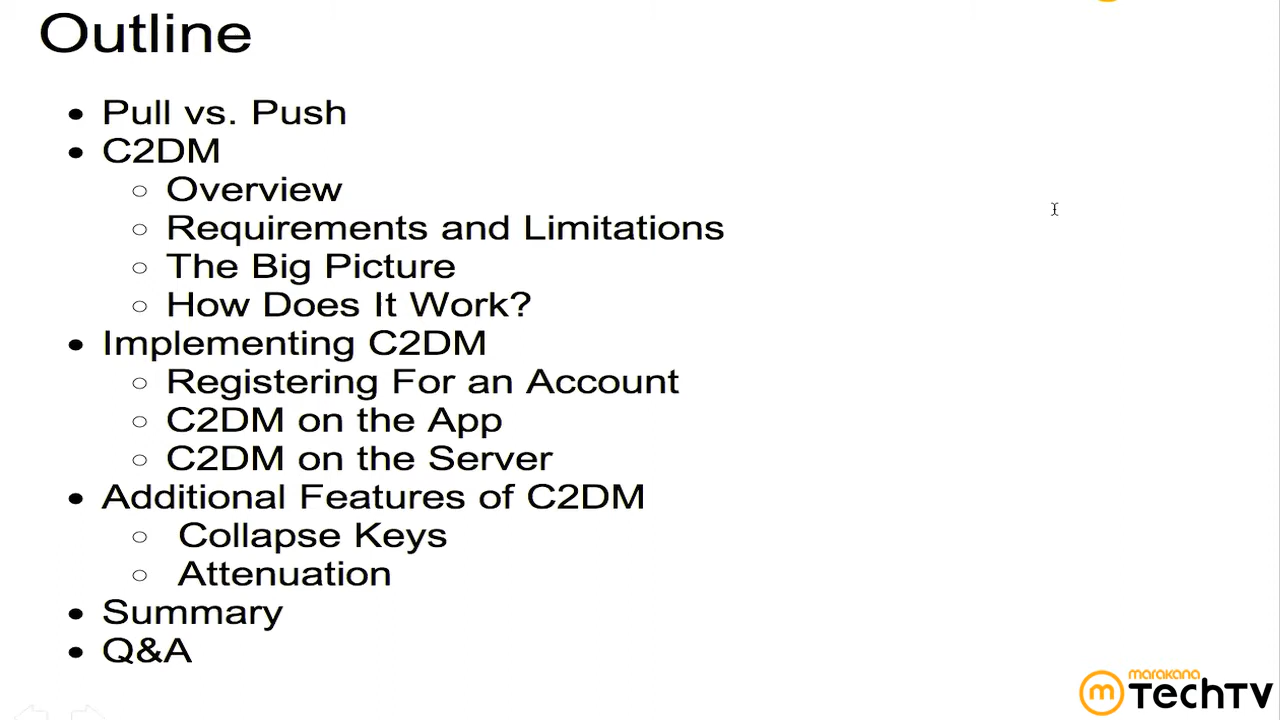 Outline
• Pull vs. Push
• C2DM
○ Overview
○ Requirements and Limitations
○ The Big Picture
○ How Does It Work?
• Implementing C2DM
○ Registering For an Account
○ C2DM on the App
○ C2DM on the Server
• Additional Features of C2DM
○ Collapse Keys
○ Attenuation
• Summary
• Q&A
marakana
m TechTV